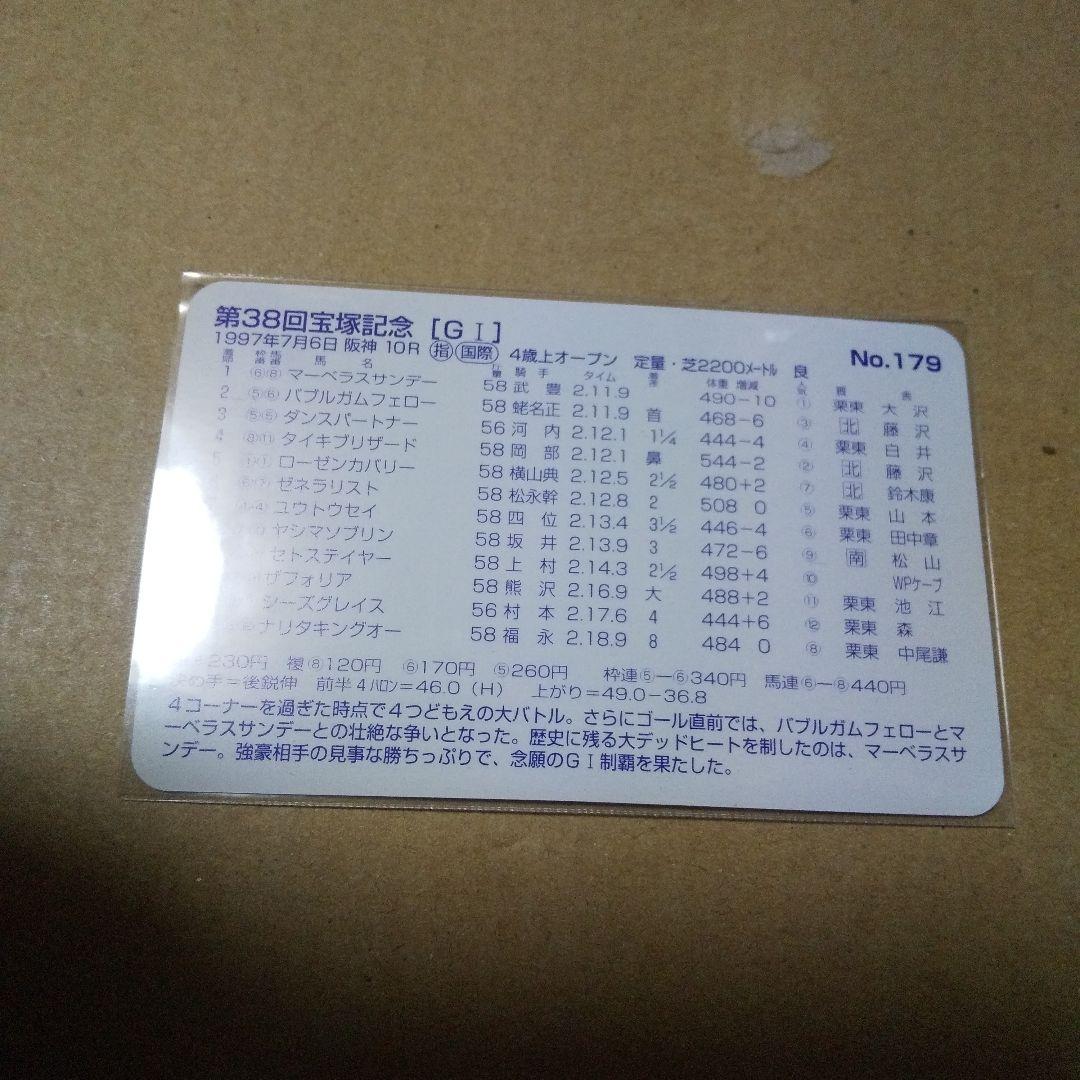 第38回宝塚記念 [GⅠ]
1997年7月6日 阪神 10R ㊩ 国際 4歳上オープン 定量・芝2200メートル 良 No.179
馬名 騎手 タイム 着差 体重 増減
1 ⑥⑧ マーベラスサンデー 58 武 豊 2.11.9 490-10 ① 栗東 大沢
2 ⑤⑥ バブルガムフェロー 58 蛯名正 2.11.9 首 468-6 ③ 北 藤沢
3 ⑤⑤ ダンスパートナー 56 河内 2.12.1 1¼ 444-4 ④ 栗東 白井
4 ⑧⑪ タイキブリザード 58 岡部 2.12.1 鼻 544-2 ② 北 藤沢
5 ①① ローゼンカバリー 58 横山典 2.12.5 2½ 480+2 ⑦ 北 鈴木康
⑥⑦ ゼネラリスト 58 松永幹 2.12.8 2 508 0 ⑤ 栗東 山本
ユウトウセイ 58 四位 2.13.4 3½ 446-4 ⑥ 栗東 田中章
ヤシマソブリン 58 坂井 2.13.9 3 472-6 ⑨ 南 松山
セトステイヤー 58 上村 2.14.3 2½ 498+4 ⑩ WPケープ
ザフォリア 58 熊沢 2.16.9 大 488+2 ⑪ 栗東 池江
シーズグレイス 56 村本 2.17.6 4 444+6 ⑫ 栗東 森
ナリタキングオー 58 福永 2.18.9 8 484 0 ⑧ 栗東 中尾謙
230円 複⑧120円 ⑥170円 ⑤260円 枠連⑤―⑥340円 馬連⑥―⑧440円
決め手=後鋭伸 前半4ハロン=46.0(H) 上がり=49.0-36.8
4コーナーを過ぎた時点で4つどもえの大バトル。さらにゴール直前では、バブルガムフェローとマ
ーベラスサンデーとの壮絶な争いとなった。歴史に残る大デッドヒートを制したのは、マーベラスサ
ンデー。強豪相手の見事な勝ちっぷりで、念願のGⅠ制覇を果たした。